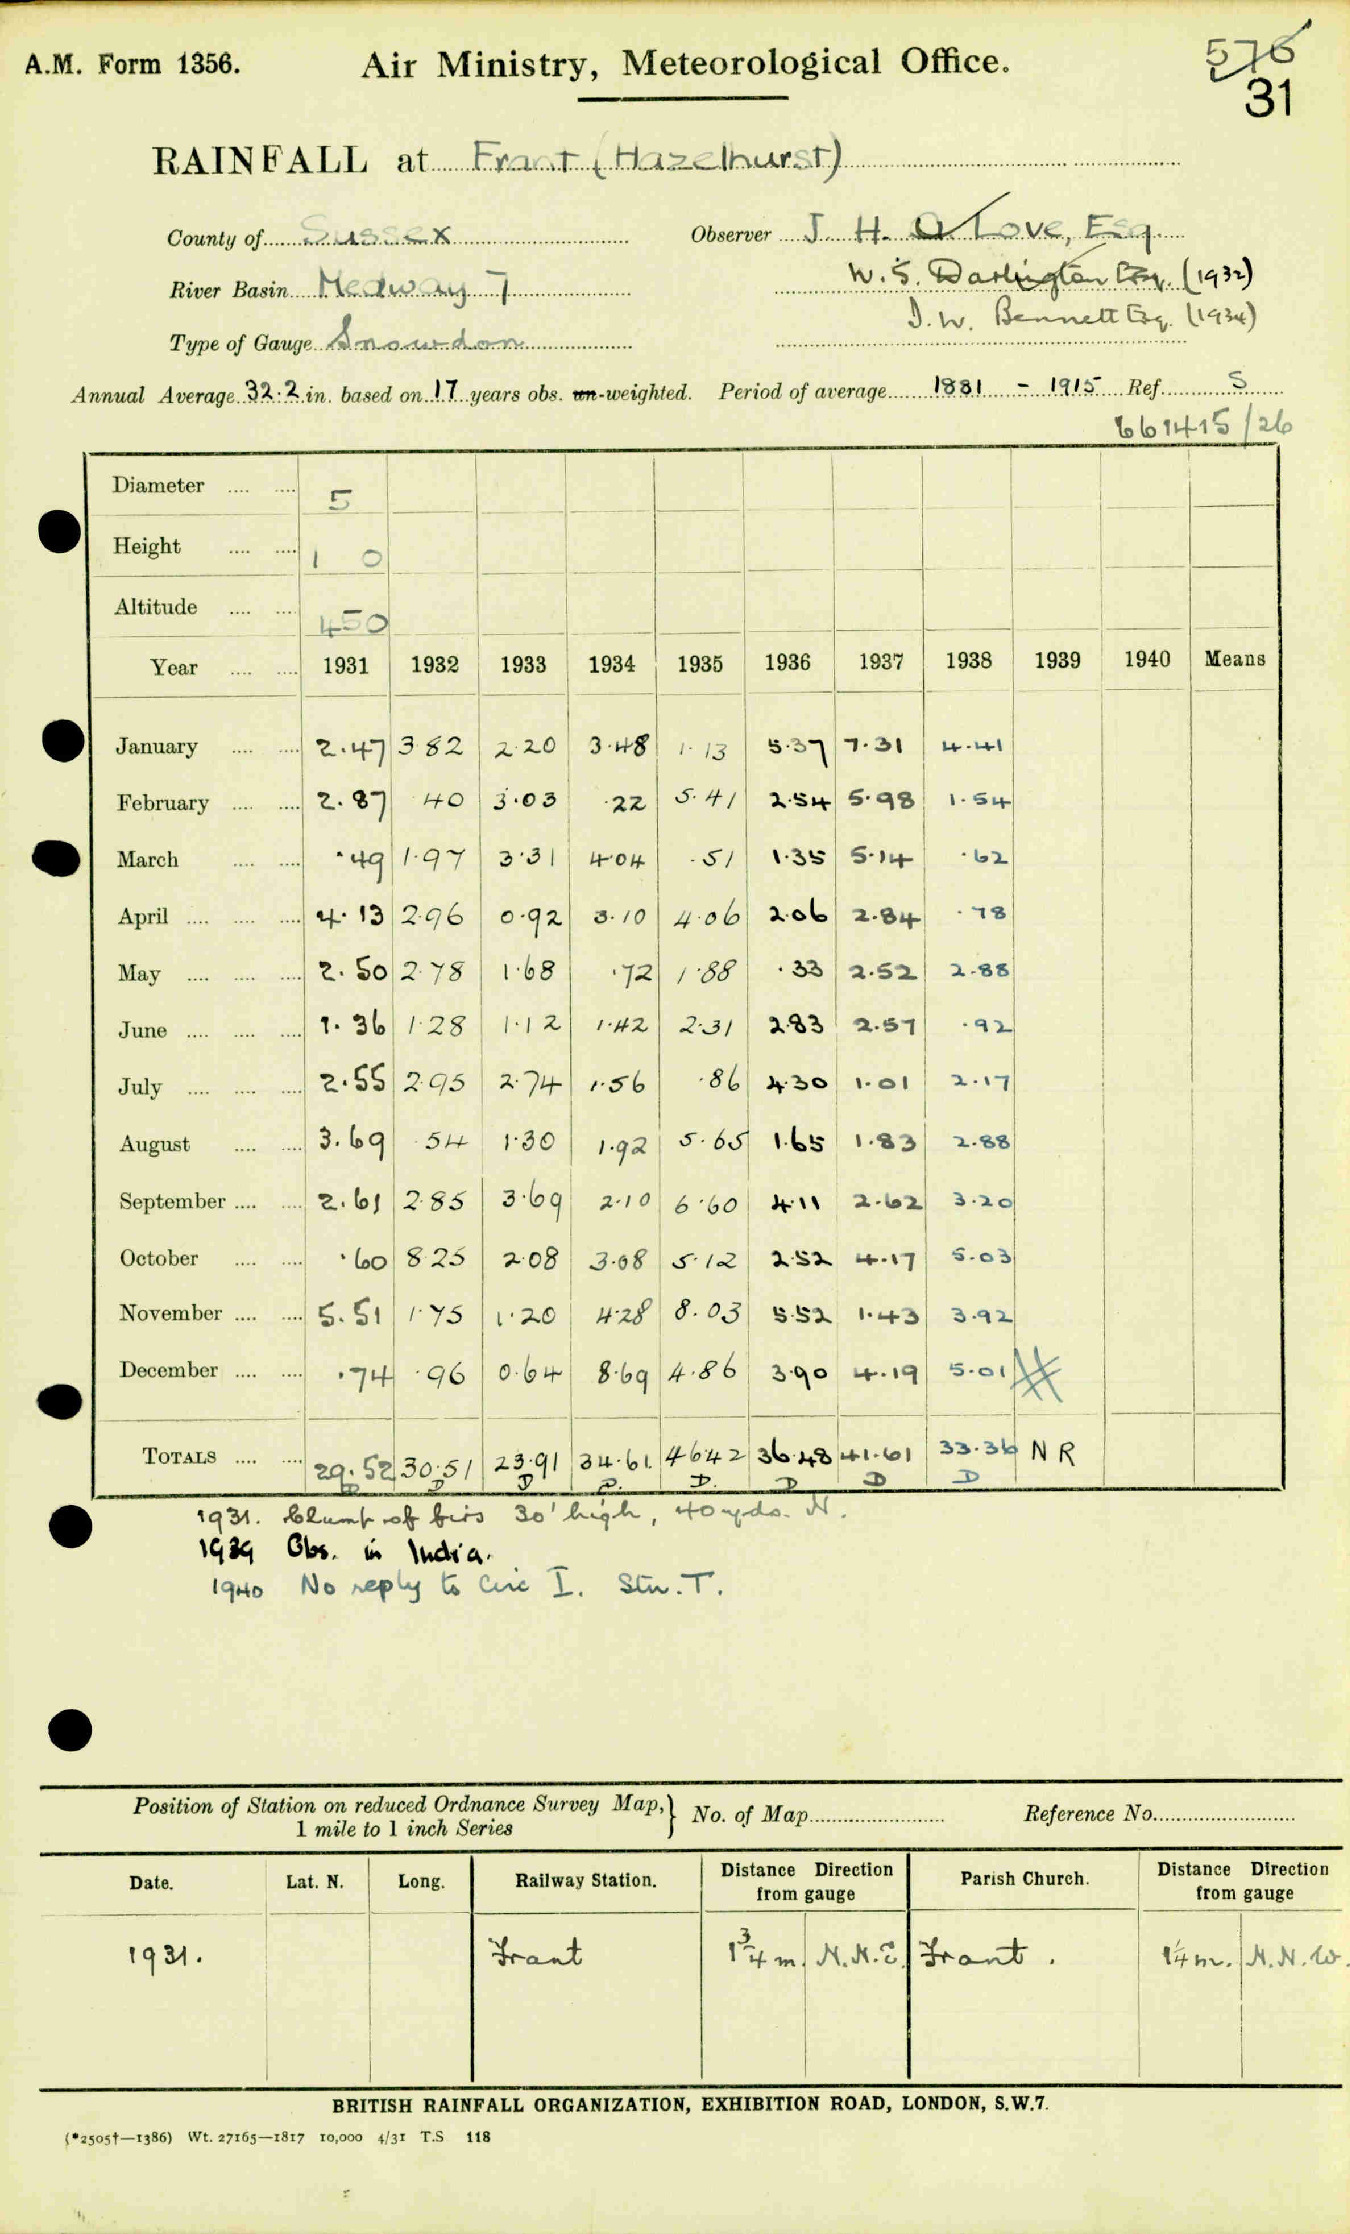 A.M. Form 1356. Air Ministry, Meteorological Office. 576
31
RAINFALL at Frant (Hazelhurst)
County of Sussex Observer J. H. Love, Esq.
River Basin Medway 7 W. S. Darlington Esq. (1932)
D. W. Bennett Esq. (1934)
Type of Gauge Snowdon
Annual Average 32.2 in. based on 17 years obs. un-weighted. Period of average 1881 - 1915 Ref. S
661415/26
Diameter .... .... 5
Height .... .... 1 0
Altitude .... .... 450
Year .... .... 1931 1932 1933 1934 1935 1936 1937 1938 1939 1940 Means
January .... .... 2.47 3 82 2 20 3.48 1.13 5.37 7.31 4.41
February .... .... 2.87 40 3.03 .22 5.41 2.54 5.98 1.54
March .... .... .49 1.97 3.31 4.04 .51 1.35 5.14 .62
April .... .... .... 4.13 2.96 0.92 3.10 4.06 2.06 2.84 .78
May .... .... .... 2.50 2.78 1.68 .72 1.88 .33 2.52 2.88
June .... .... .... 1.36 1.28 1.12 1.42 2.31 2.83 2.57 .92
July .... .... .... 2.55 2.95 2.74 1.56 .86 4.30 1.01 2.17
August .... .... 3.69 .54 1.30 1.92 5.65 1.65 1.83 2.88
September .... .... 2.61 2.85 3.69 2.10 6.60 4.11 2.62 3.20
October .... .... .60 8.25 2.08 3.08 5.12 2.52 4.17 5.03
November .... .... 5.51 1.75 1.20 4.28 8.03 5.52 1.43 3.92
December .... .... .74 .96 0.64 8.69 4.86 3.90 4.19 5.01
TOTALS .... .... 29.52 30.51 23.91 34.61 46.42 36.48 41.61 33.36 N R
D D D D. D. D D D
1931. Clump of firs 30' high, 40 yds. N.
1939 Obs. in India.
1940 No reply to Circ I. Stn. T.
Position of Station on reduced Ordnance Survey Map, } No. of Map Reference No.
1 mile to 1 inch Series
Date. Lat. N. Long. Railway Station. Distance Direction from gauge Parish Church. Distance Direction from gauge
1931. Frant 1 3/4 m. N.N.E. Frant. 1 1/4 m. N.N.W.
BRITISH RAINFALL ORGANIZATION, EXHIBITION ROAD, LONDON, S.W.7.
(*2505†—1386) Wt. 27165—1817 10,000 4/31 T.S 118